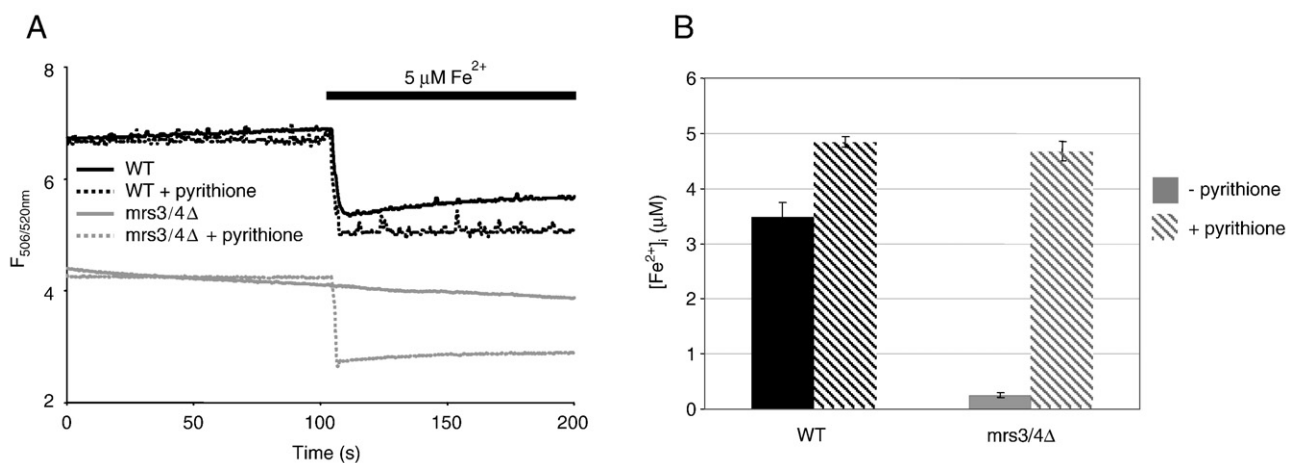 A
8
6
4
2
F506/520nm
5 μM Fe2+
WT
WT + pyrithione
mrs3/4Δ
mrs3/4Δ + pyrithione
0
50
100
150
200
Time (s)
B
6
5
4
3
2
1
0
[Fe2+]i (μM)
WT
mrs3/4Δ
- pyrithione
+ pyrithione